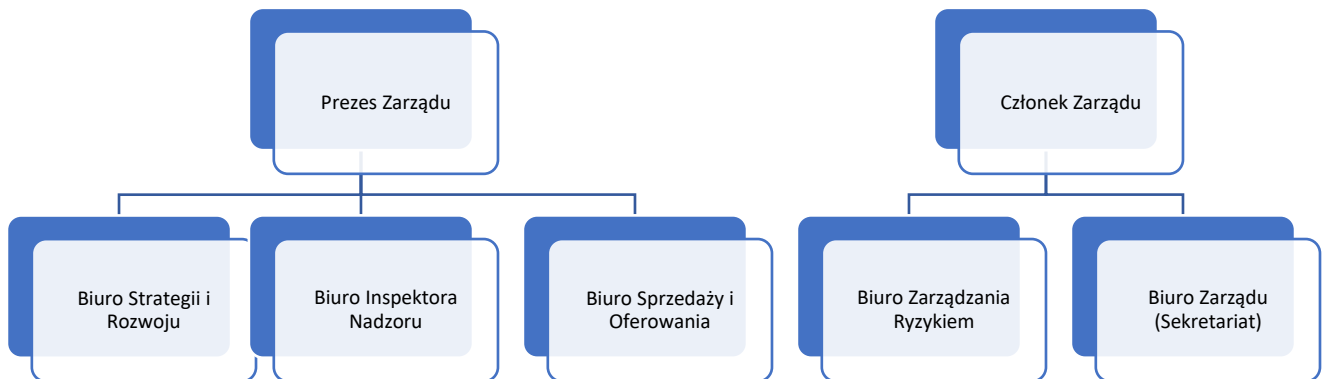 Prezes Zarządu
Członek Zarządu
Biuro Strategii i
Rozwoju
Biuro Inspektora
Nadzoru
Biuro Sprzedaży i
Oferowania
Biuro Zarządzania
Ryzykiem
Biuro Zarządu
(Sekretariat)